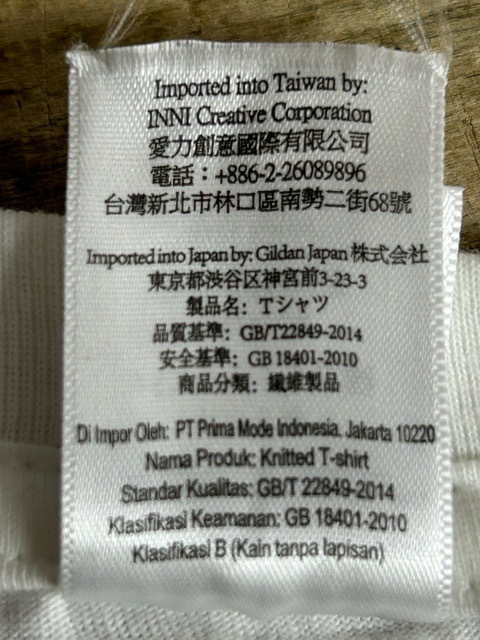 Imported into Taiwan by:
INNI Creative Corporation
愛力創意國際有限公司
電話：+886-2-26089896
台灣新北市林口區南勢二街68號
Imported into Japan by: Gildan Japan 株式会社
東京都渋谷区神宮前3-23-3
製品名: Tシャツ
品質基準: GB/T22849-2014
安全基準: GB 18401-2010
商品分類: 繊維製品
Di Impor Oleh: PT Prima Mode Indonesia. Jakarta 10220
Nama Produk: Knitted T-shirt
Standar Kualitas: GB/T 22849-2014
Klasifikasi Keamanan: GB 18401-2010
Klasifikasi B (Kain tanpa lapisan)